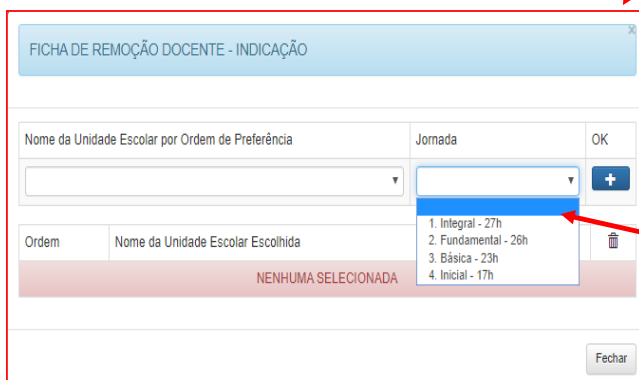 x
FICHA DE REMOÇÃO DOCENTE - INDICAÇÃO
Nome da Unidade Escolar por Ordem de Preferência Jornada OK
+
1. Integral - 27h
2. Fundamental - 26h
3. Básica - 23h
4. Inicial - 17h
Ordem Nome da Unidade Escolar Escolhida
NENHUMA SELECIONADA
Fechar